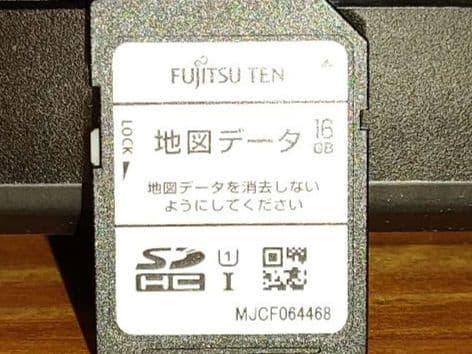 FUJITSU TEN
LOCK
地図データ 16GB
地図データを消去しない
ようにしてください
SD HC U1 I
MJCF064468